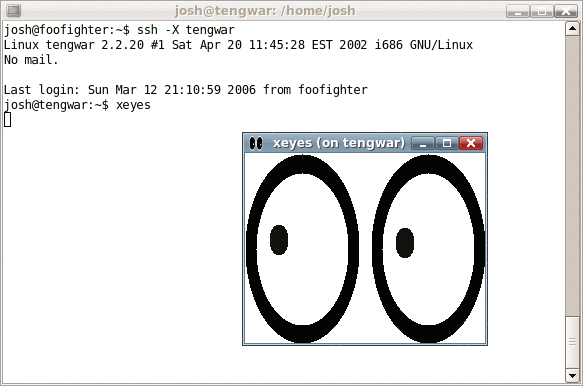 josh@tengwar: /home/josh
josh@foofighter:~$ ssh -X tengwar
Linux tengwar 2.2.20 #1 Sat Apr 20 11:45:28 EST 2002 i686 GNU/Linux
No mail.
Last login: Sun Mar 12 21:10:59 2006 from foofighter
josh@tengwar:~$ xeyes
xeyes (on tengwar)